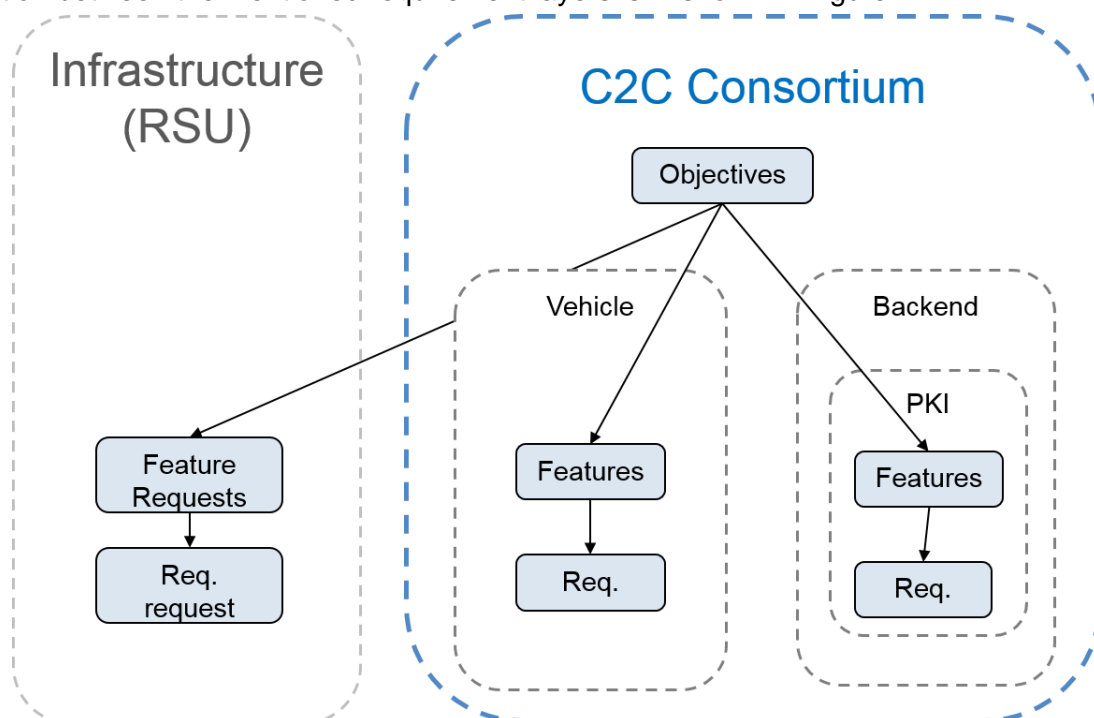 Infrastructure
(RSU)
C2C Consortium
Objectives
Vehicle
Backend
PKI
Feature
Requests
Features
Features
Req.
request
Req.
Req.